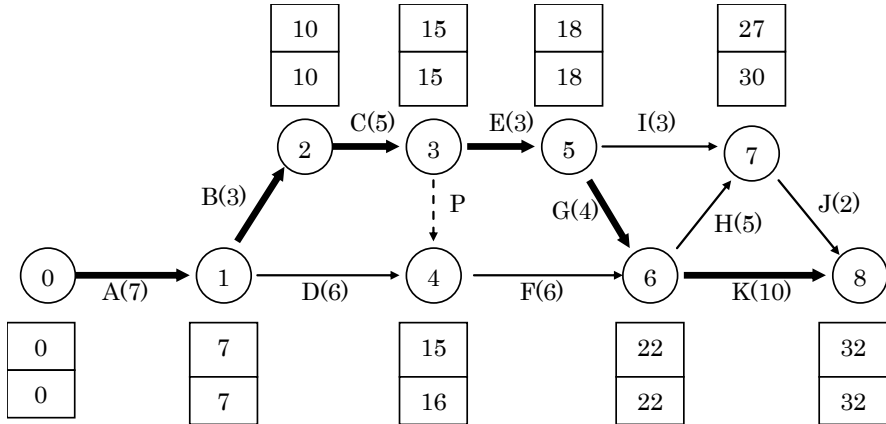 10 15 18 27
10 15 18 30
C(5) E(3) I(3)
2 3 5 7
B(3) P G(4) H(5) J(2)
0 1 4 6 8
A(7) D(6) F(6) K(10)
0 7 15 22 32
0 7 16 22 32